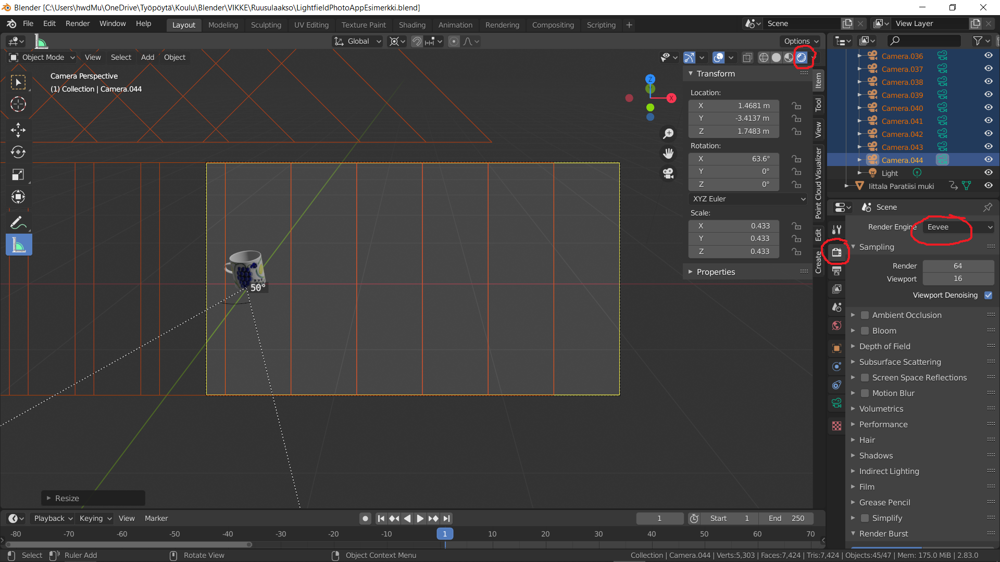 Blender [C:\Users\hwdMu\OneDrive\Työpöytä\Koulu\Blender\VIKKE\Ruusulaakso\LightfieldPhotoAppEsimerkki.blend]
File Edit Render Window Help Layout Modeling Sculpting UV Editing Texture Paint Shading Animation Rendering Compositing Scripting + Scene View Layer
Global Options
Object Mode View Select Add Object
Camera Perspective
(1) Collection | Camera.044
Z
X
50°
Resize
Transform
Location:
X 1.4681 m
Y -3.4137 m
Z 1.7483 m
Rotation:
X 63.6°
Y 0°
Z 0°
XYZ Euler
Scale:
X 0.433
Y 0.433
Z 0.433
Properties
Item
Tool
View
Point Cloud Visualizer
Edit
Create
Camera.036
Camera.037
Camera.038
Camera.039
Camera.040
Camera.041
Camera.042
Camera.043
Camera.044
Light
Iittala Paratiisi muki
Scene
Render Engine Eevee
Sampling
Render 64
Viewport 16
Viewport Denoising
Ambient Occlusion
Bloom
Depth of Field
Subsurface Scattering
Screen Space Reflections
Motion Blur
Volumetrics
Performance
Hair
Shadows
Indirect Lighting
Film
Grease Pencil
Simplify
Render Burst
Playback Keying View Marker 1 Start 1 End 250
-80 -70 -60 -50 -40 -30 -20 -10 1 10 20 30 40 50 60 70
Select Ruler Add Rotate View Object Context Menu Collection | Camera.044 | Verts:5,303 | Faces:7,424 | Tris:7,424 | Objects:45/47 | Mem: 175.0 MiB | 2.83.0